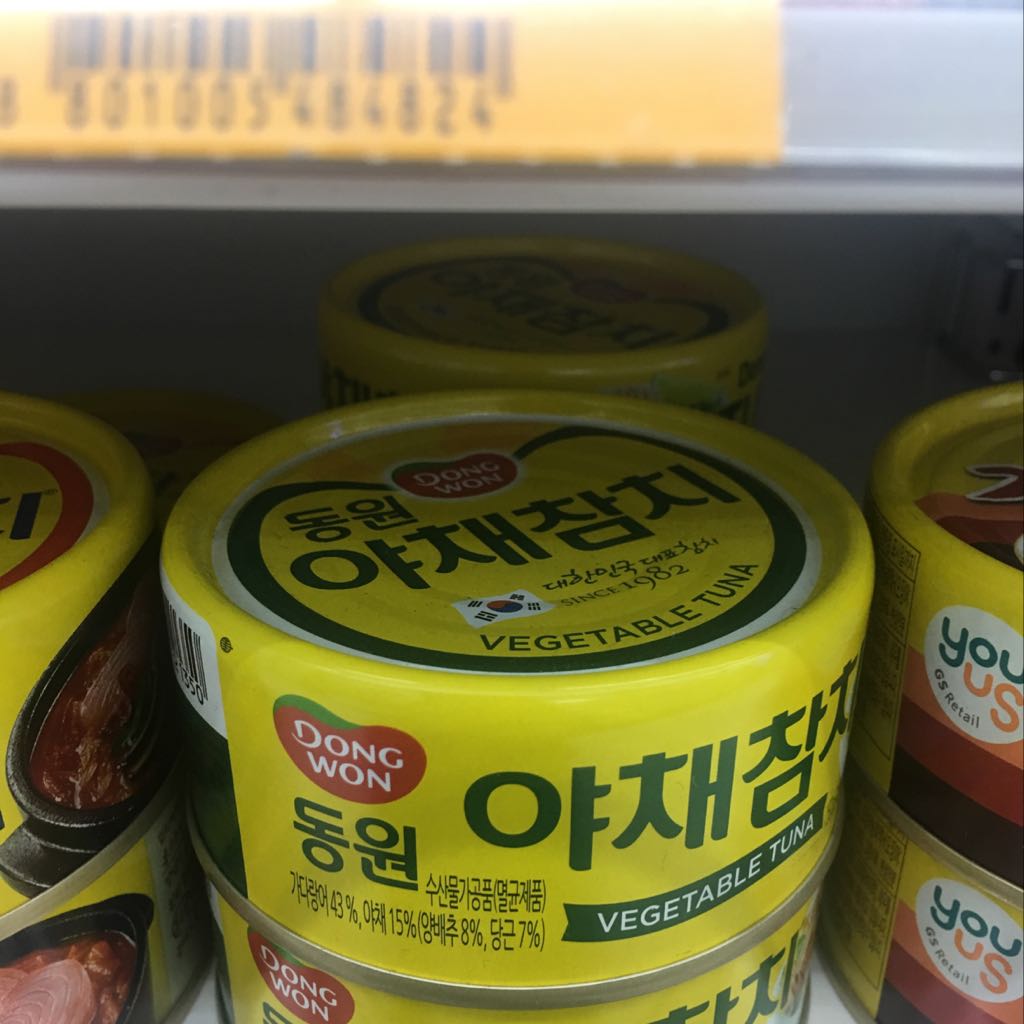 8 801005 484824
DONG
WON
동원
야채참치
대한민국 대표참치
SINCE 1982
VEGETABLE TUNA
DONG
WON
동원
야채참치
수산물가공품(멸균제품)
가다랑어 43%, 야채 15%(양배추 8%, 당근 7%)
VEGETABLE TUNA
you
us
GS Retail
you
us
GS Retail
DONG
WON